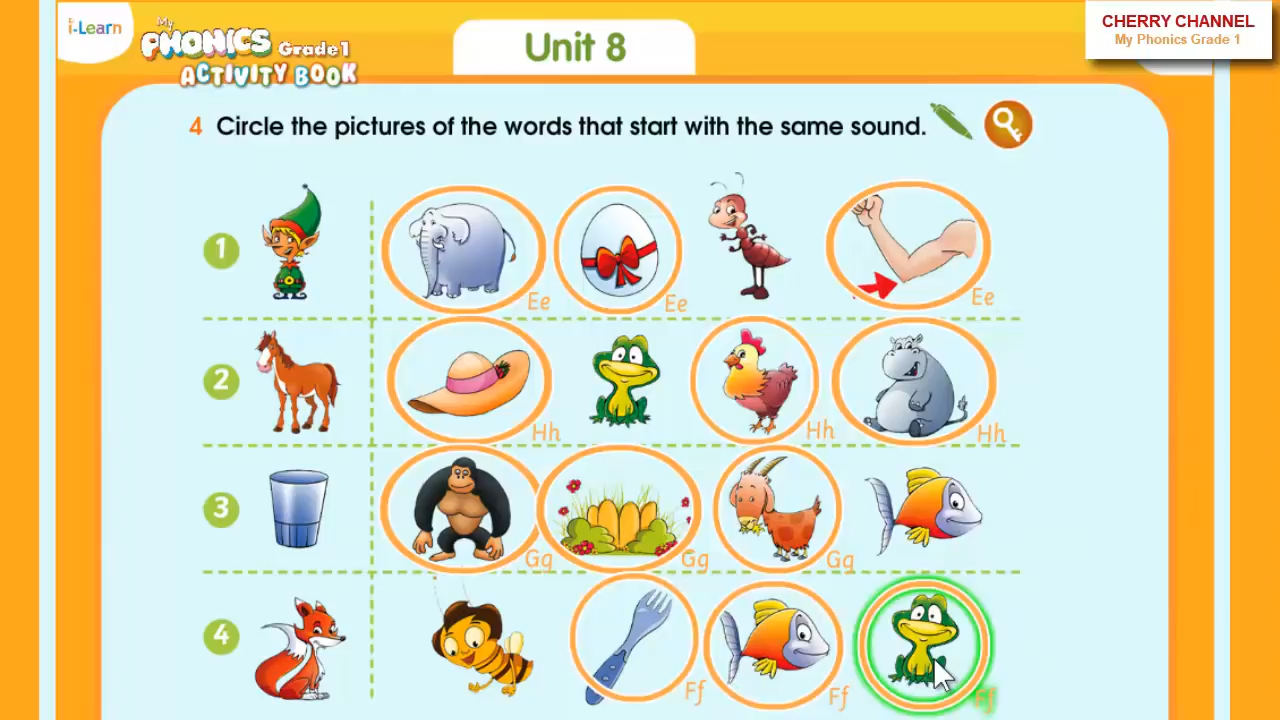 i-Learn
My
PHONICS Grade 1
ACTIVITY BOOK
Unit 8
CHERRY CHANNEL
My Phonics Grade 1
4 Circle the pictures of the words that start with the same sound.
1
Ee
Ee
Ee
2
Hh
Hh
Hh
3
Gg
Gg
Gg
4
Ff
Ff
Ff